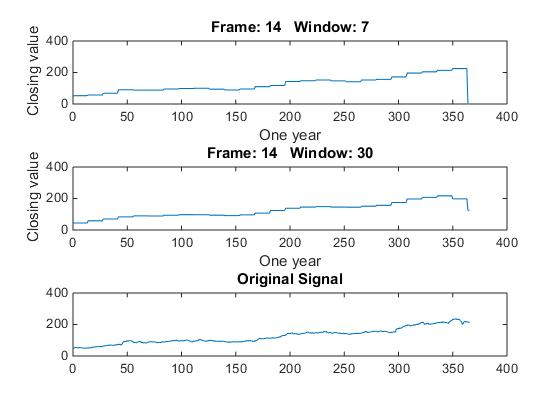 Frame: 14 Window: 7
Closing value
400
200
0
0 50 100 150 200 250 300 350 400
One year
Frame: 14 Window: 30
Closing value
400
200
0
0 50 100 150 200 250 300 350 400
One year
Original Signal
400
200
0
0 50 100 150 200 250 300 350 400